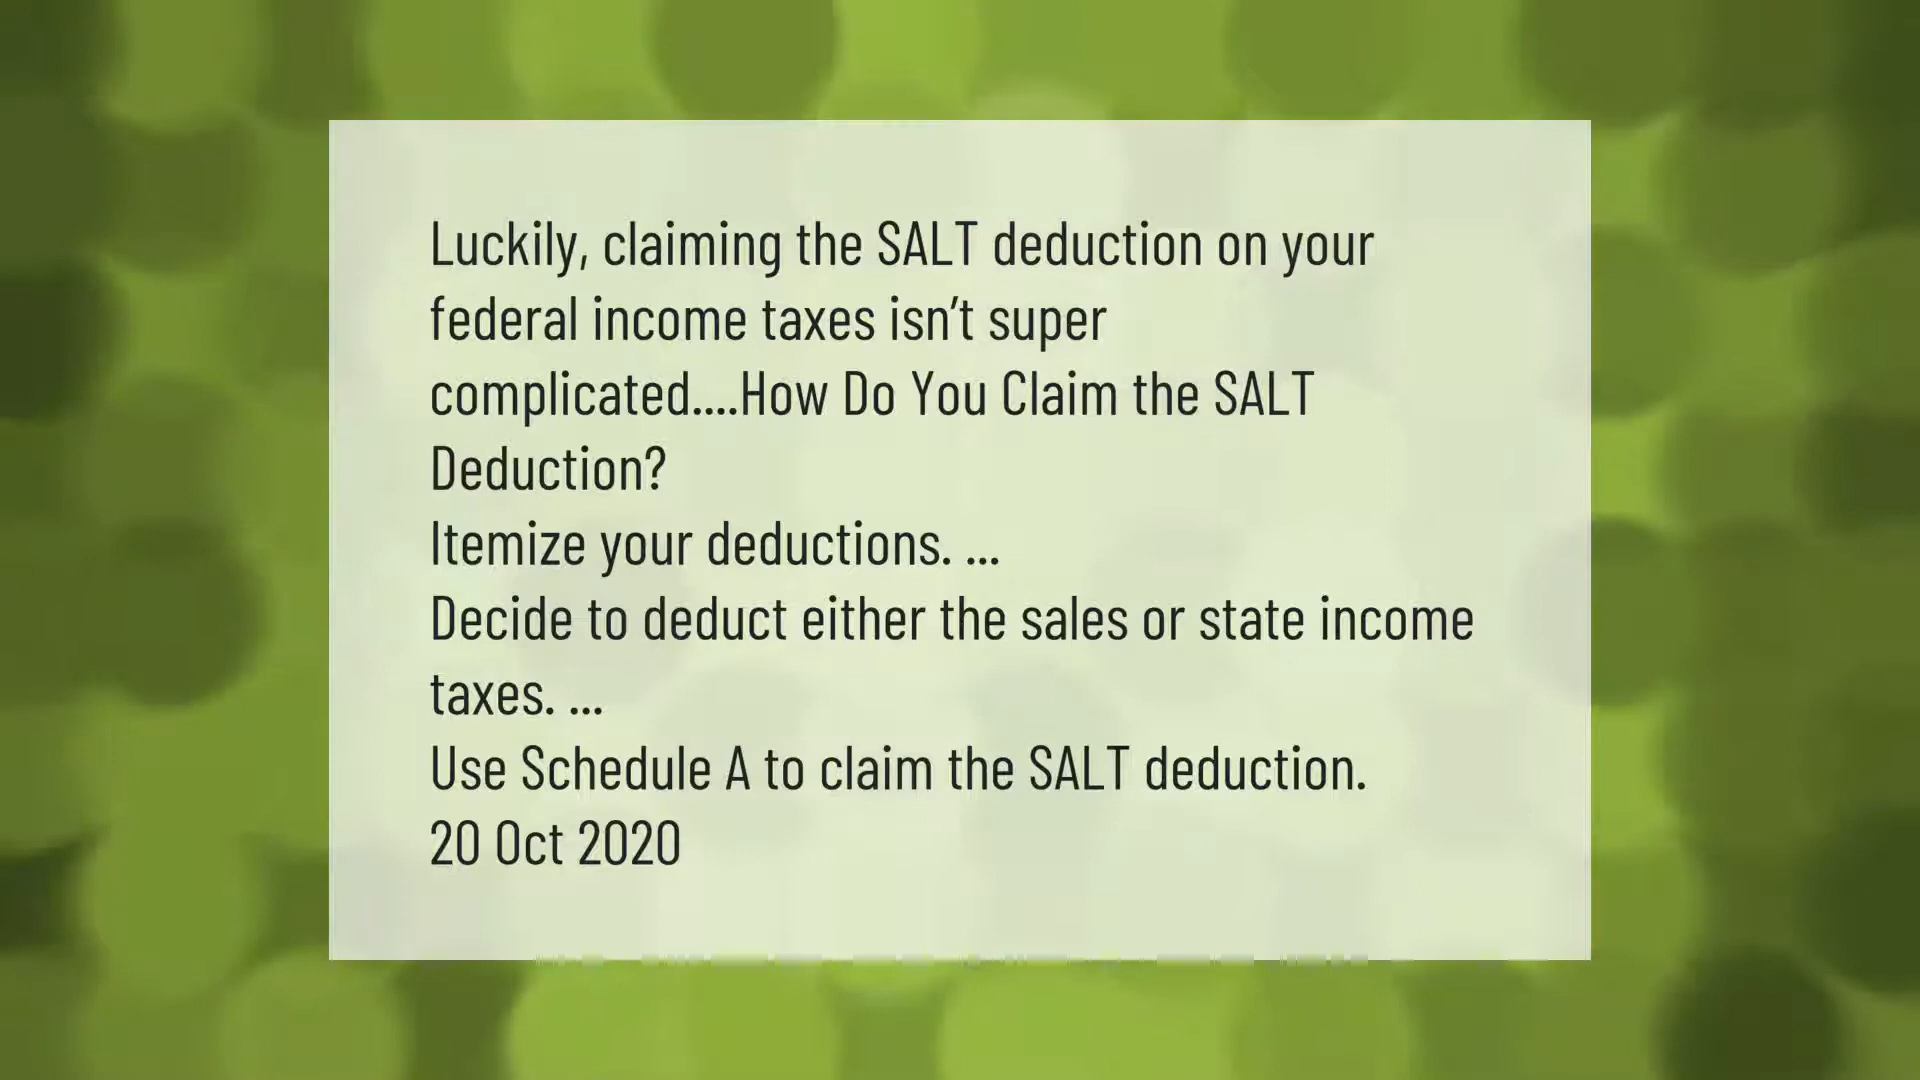 Luckily, claiming the SALT deduction on your
federal income taxes isn’t super
complicated....How Do You Claim the SALT
Deduction?
Itemize your deductions. ...
Decide to deduct either the sales or state income
taxes. ...
Use Schedule A to claim the SALT deduction.
20 Oct 2020